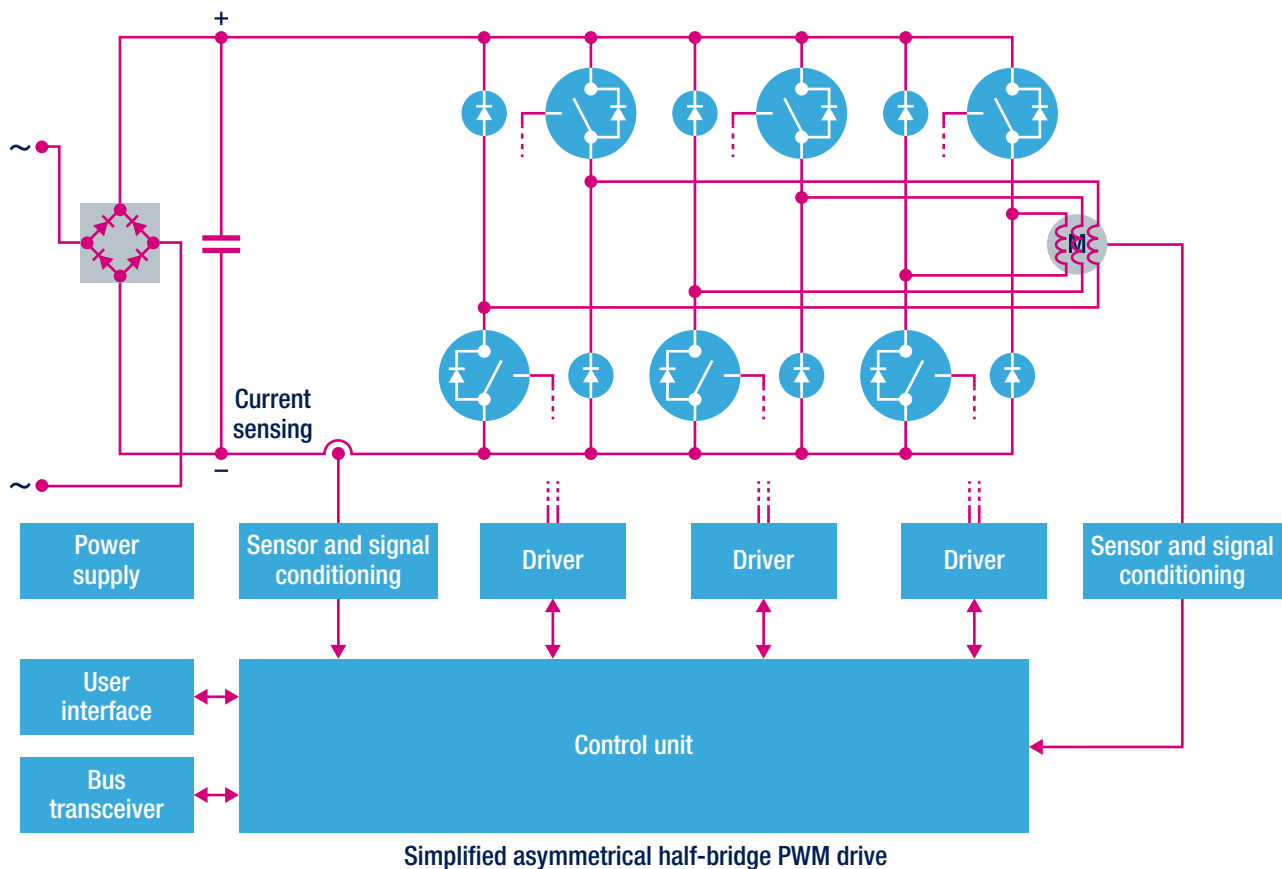 +
~
M
Current
sensing
–
~
Power
supply
Sensor and signal
conditioning
Driver
Driver
Driver
Sensor and signal
conditioning
User
interface
Control unit
Bus
transceiver
Simplified asymmetrical half-bridge PWM drive